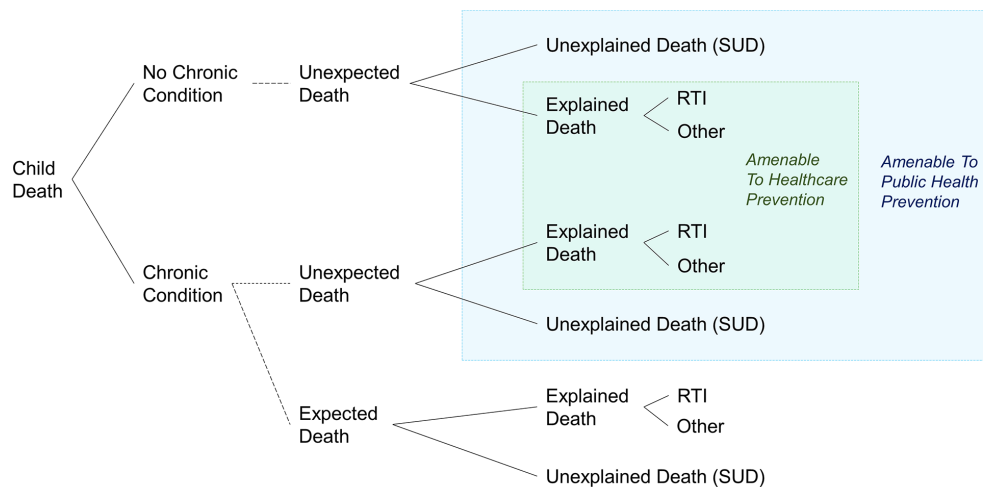 Child
Death
No Chronic
Condition
Unexpected
Death
Unexplained Death (SUD)
Explained
Death
RTI
Other
Amenable
To Healthcare
Prevention
Amenable To
Public Health
Prevention
Chronic
Condition
Unexpected
Death
Explained
Death
RTI
Other
Unexplained Death (SUD)
Expected
Death
Explained
Death
RTI
Other
Unexplained Death (SUD)